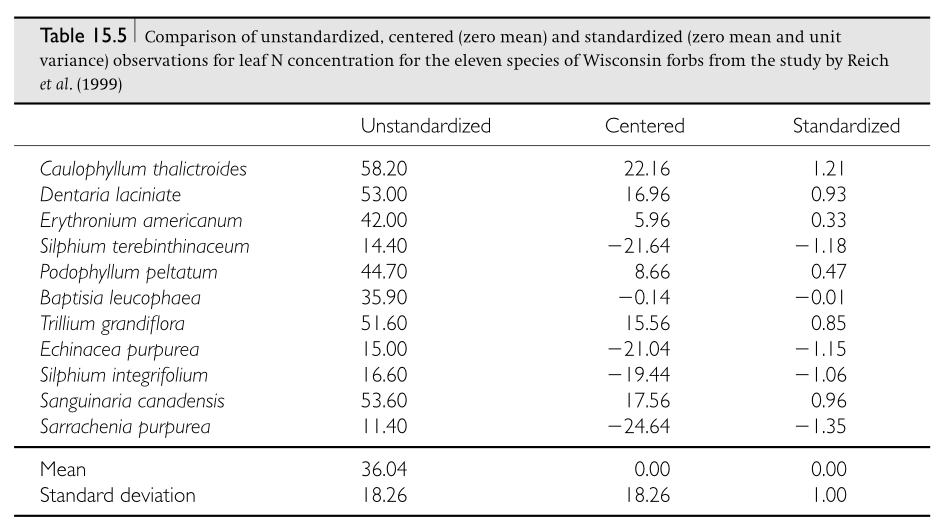 Table 15.5 Comparison of unstandardized, centered (zero mean) and standardized (zero mean and unit
variance) observations for leaf N concentration for the eleven species of Wisconsin forbs from the study by Reich
et al. (1999)
Unstandardized Centered Standardized
Caulophyllum thalictroides 58.20 22.16 1.21
Dentaria laciniate 53.00 16.96 0.93
Erythronium americanum 42.00 5.96 0.33
Silphium terebinthinaceum 14.40 −21.64 −1.18
Podophyllum peltatum 44.70 8.66 0.47
Baptisia leucophaea 35.90 −0.14 −0.01
Trillium grandiflora 51.60 15.56 0.85
Echinacea purpurea 15.00 −21.04 −1.15
Silphium integrifolium 16.60 −19.44 −1.06
Sanguinaria canadensis 53.60 17.56 0.96
Sarrachenia purpurea 11.40 −24.64 −1.35
Mean 36.04 0.00 0.00
Standard deviation 18.26 18.26 1.00